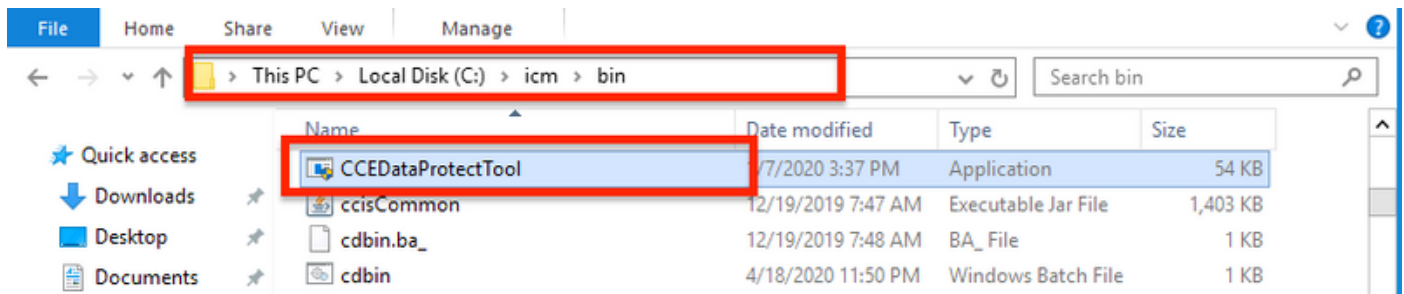 File Home Share View Manage
This PC > Local Disk (C:) > icm > bin
Search bin
Name Date modified Type Size
Quick access
CCEDataProtectTool /7/2020 3:37 PM Application 54 KB
Downloads
ccisCommon 12/19/2019 7:47 AM Executable Jar File 1,403 KB
Desktop
cdbin.ba_ 12/19/2019 7:48 AM BA_ File 1 KB
Documents
cdbin 4/18/2020 11:50 PM Windows Batch File 1 KB